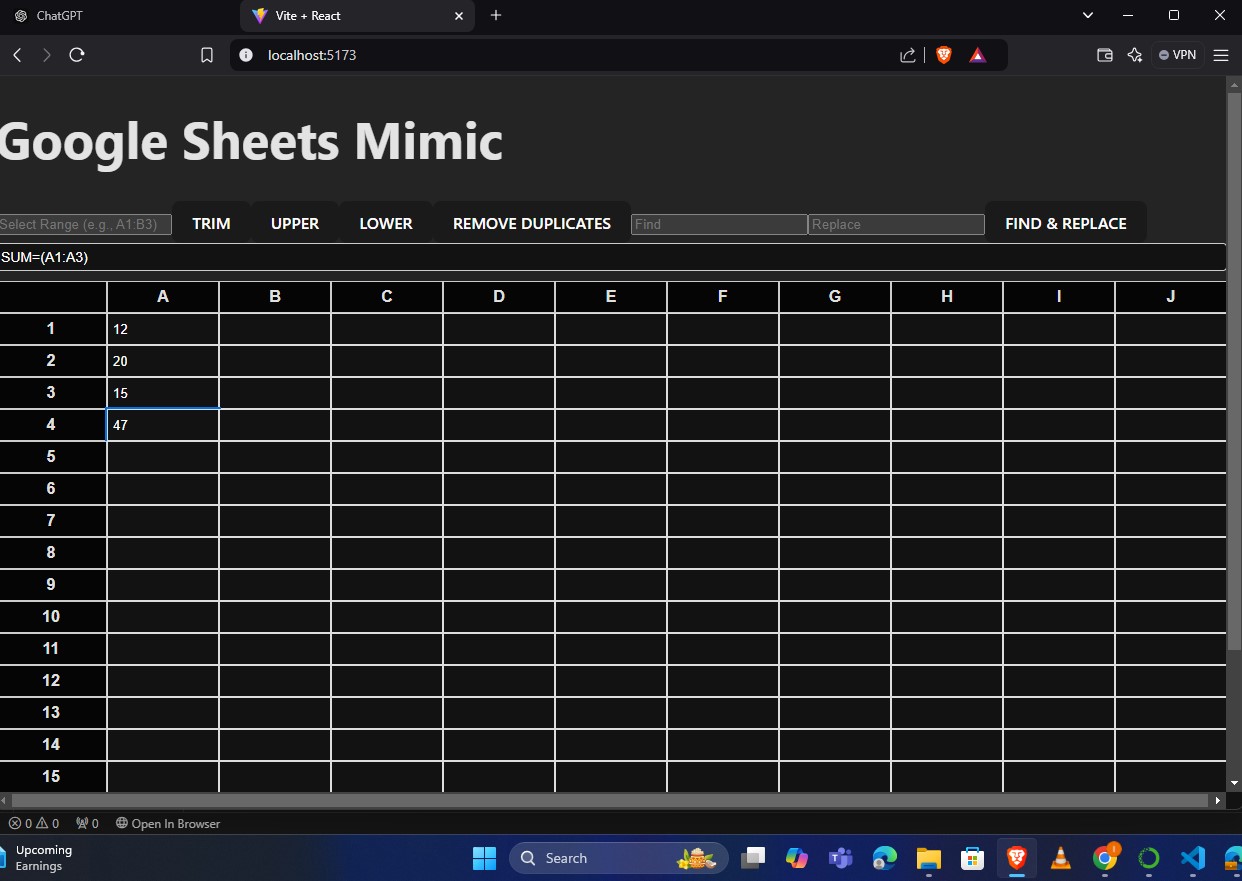 ChatGPT
Vite + React
localhost:5173
VPN
Google Sheets Mimic
Select Range (e.g., A1:B3) TRIM UPPER LOWER REMOVE DUPLICATES Find Replace FIND & REPLACE
SUM=(A1:A3)
A B C D E F G H I J
1 12
2 20
3 15
4 47
5
6
7
8
9
10
11
12
13
14
15
0 0 0 Open In Browser
Upcoming
Earnings
Search